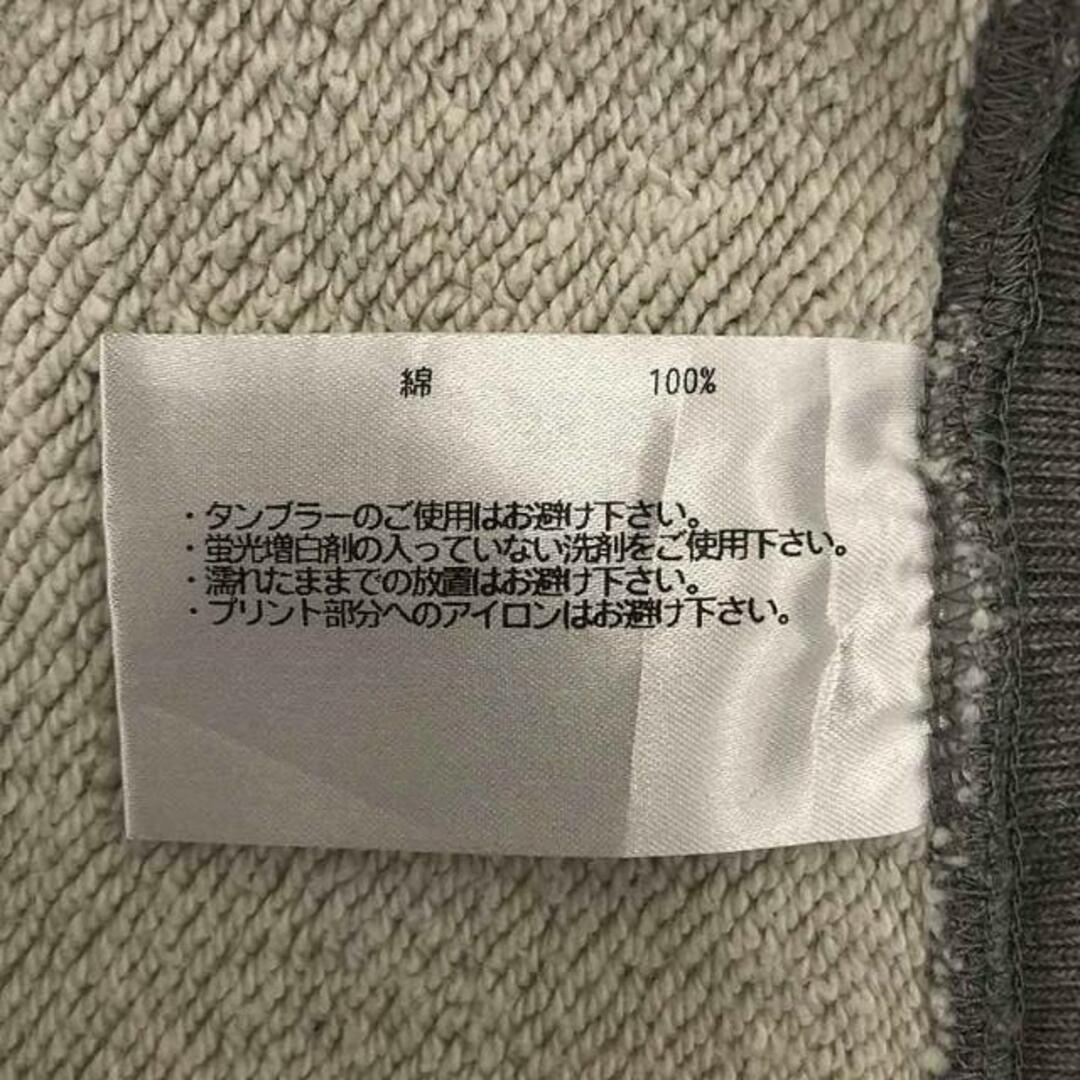 綿 100%
・タンブラーのご使用はお避け下さい。
・蛍光増白剤の入っていない洗剤をご使用下さい。
・濡れたままでの放置はお避け下さい。
・プリント部分へのアイロンはお避け下さい。